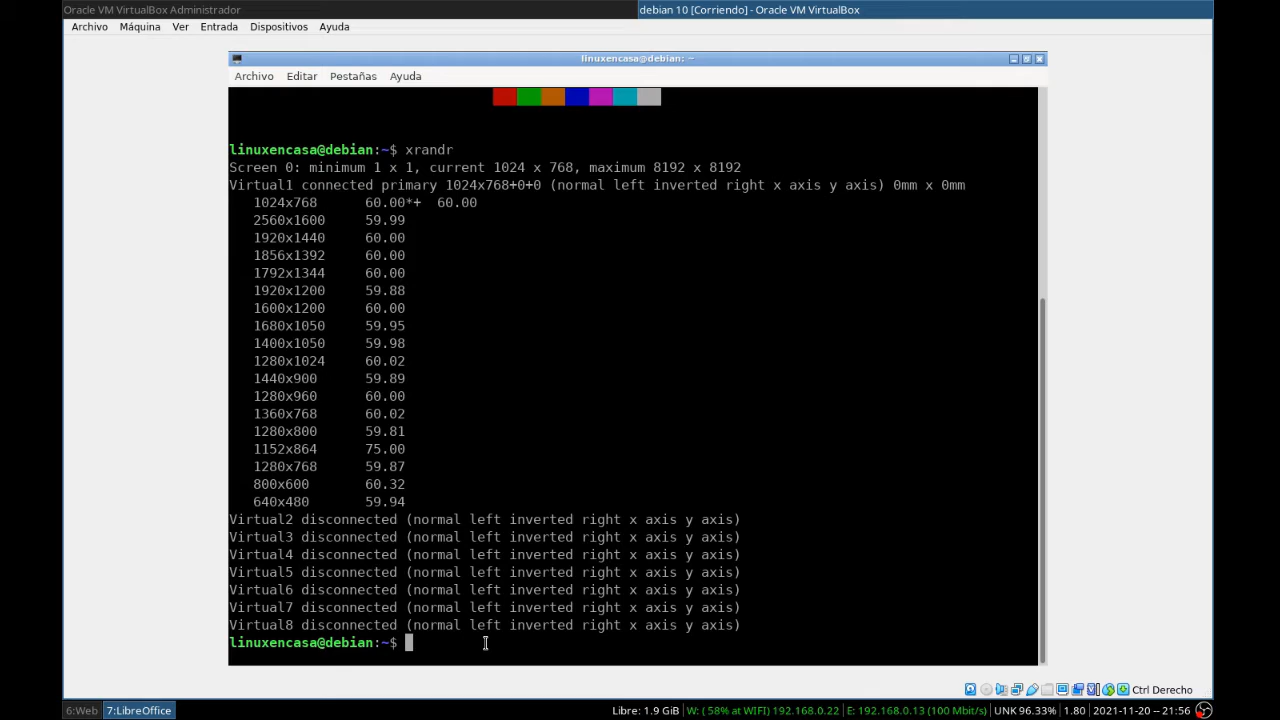 Oracle VM VirtualBox Administrador
debian 10 [Corriendo] - Oracle VM VirtualBox
Archivo Máquina Ver Entrada Dispositivos Ayuda
linuxencasa@debian: ~
Archivo Editar Pestañas Ayuda
linuxencasa@debian:~$ xrandr
Screen 0: minimum 1 x 1, current 1024 x 768, maximum 8192 x 8192
Virtual1 connected primary 1024x768+0+0 (normal left inverted right x axis y axis) 0mm x 0mm
1024x768 60.00*+ 60.00
2560x1600 59.99
1920x1440 60.00
1856x1392 60.00
1792x1344 60.00
1920x1200 59.88
1600x1200 60.00
1680x1050 59.95
1400x1050 59.98
1280x1024 60.02
1440x900 59.89
1280x960 60.00
1360x768 60.02
1280x800 59.81
1152x864 75.00
1280x768 59.87
800x600 60.32
640x480 59.94
Virtual2 disconnected (normal left inverted right x axis y axis)
Virtual3 disconnected (normal left inverted right x axis y axis)
Virtual4 disconnected (normal left inverted right x axis y axis)
Virtual5 disconnected (normal left inverted right x axis y axis)
Virtual6 disconnected (normal left inverted right x axis y axis)
Virtual7 disconnected (normal left inverted right x axis y axis)
Virtual8 disconnected (normal left inverted right x axis y axis)
linuxencasa@debian:~$
Ctrl Derecho
6:Web 7:LibreOffice Libre: 1.9 GiB W: ( 58% at WIFI) 192.168.0.22 E: 192.168.0.13 (100 Mbit/s) UNK 96.33% 1.80 2021-11-20 -- 21:56